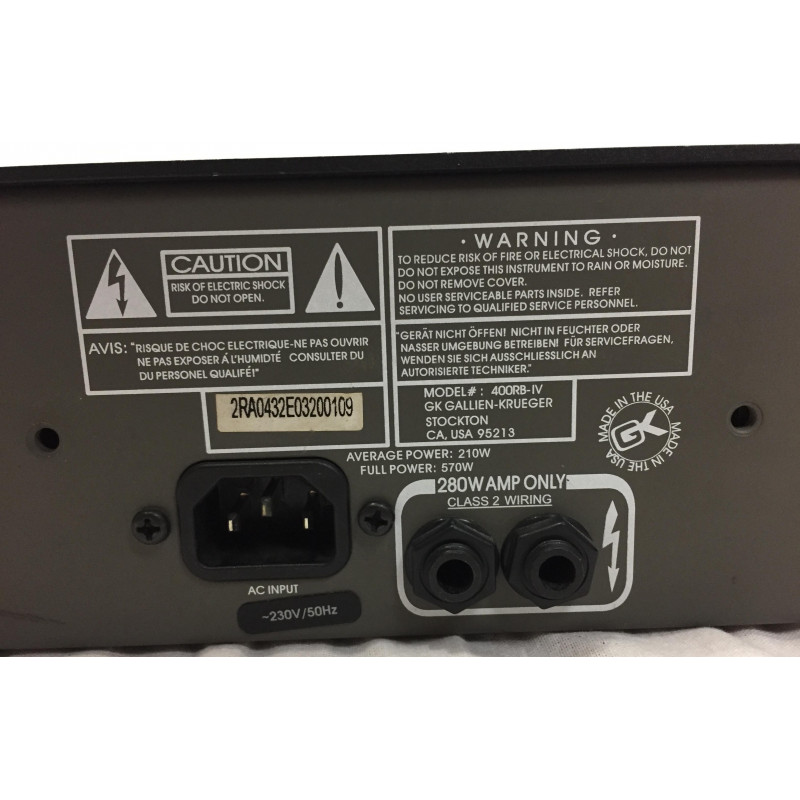 CAUTION
RISK OF ELECTRIC SHOCK
DO NOT OPEN.
AVIS: "RISQUE DE CHOC ELECTRIQUE-NE PAS OUVRIR
NE PAS EXPOSER Á L'HUMIDTÉ CONSULTER DU
DU PERSONEL QUALIFÉ!"
2RA0432E03200109
· WARNING ·
TO REDUCE RISK OF FIRE OR ELECTRICAL SHOCK, DO NOT
DO NOT EXPOSE THIS INSTRUMENT TO RAIN OR MOISTURE.
DO NOT REMOVE COVER.
NO USER SERVICEABLE PARTS INSIDE. REFER
SERVICING TO QUALIFIED SERVICE PERSONNEL.
"GERÄT NICHT ÖFFEN! NICHT IN FEUCHTER ODER
NASSER UMGEBUNG BETREIBEN! FÜR SERVICEFRAGEN,
WENDEN SIE SICH AUSSCHLIESSLICH AN
AUTORISIERTE TECHNIKER."
MODEL# : 400RB-IV
GK GALLIEN-KRUEGER
STOCKTON
CA, USA 95213
MADE IN THE USA
MADE IN THE USA
GK
AVERAGE POWER: 210W
FULL POWER: 570W
280W AMP ONLY
CLASS 2 WIRING
AC INPUT
~230V/50Hz